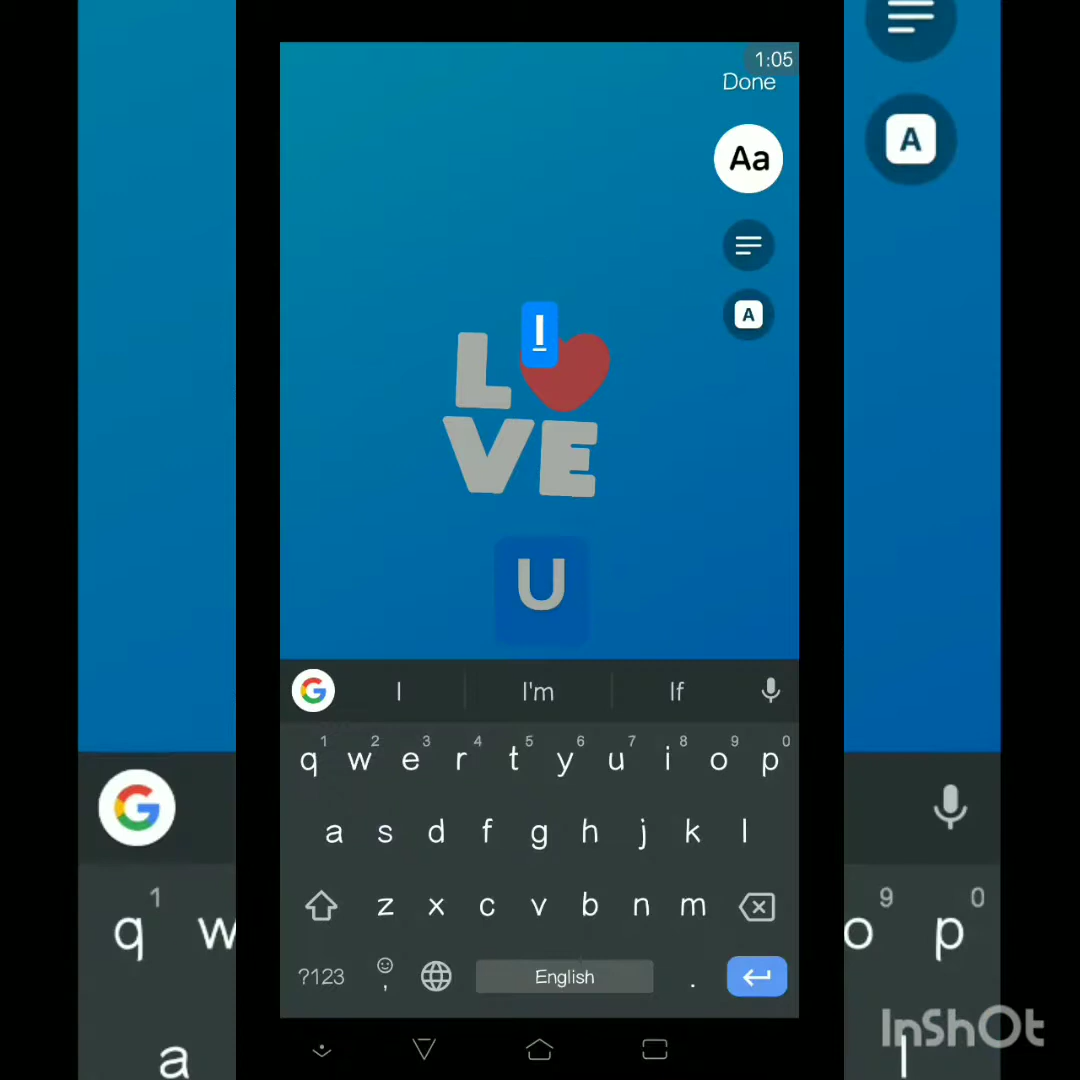 1:05
Done
Aa
A
A
I
L
VE
U
I I'm If
1 2 3 4 5 6 7 8 9 0
q w e r t y u i o p
a s d f g h j k l
z x c v b n m
?123 , English .
1 9 0
q w o p
a l
InShOt